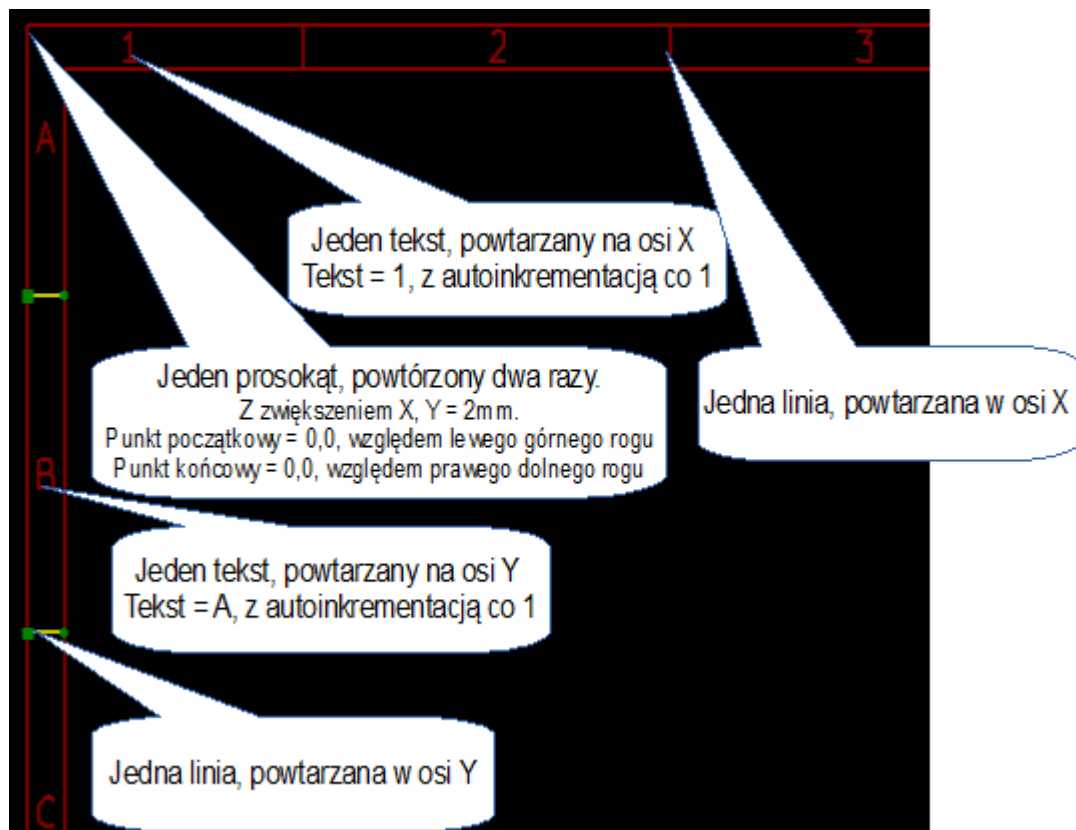 1 2 3
A
Jeden tekst, powtarzany na osi X
Tekst = 1, z autoinkrementacją co 1
Jeden prosokąt, powtórzony dwa razy.
Z zwiększeniem X, Y = 2mm.
Punkt początkowy = 0,0, względem lewego górnego rogu
Punkt końcowy = 0,0, względem prawego dolnego rogu
Jedna linia, powtarzana w osi X
B
Jeden tekst, powtarzany na osi Y
Tekst = A, z autoinkrementacją co 1
Jedna linia, powtarzana w osi Y
C